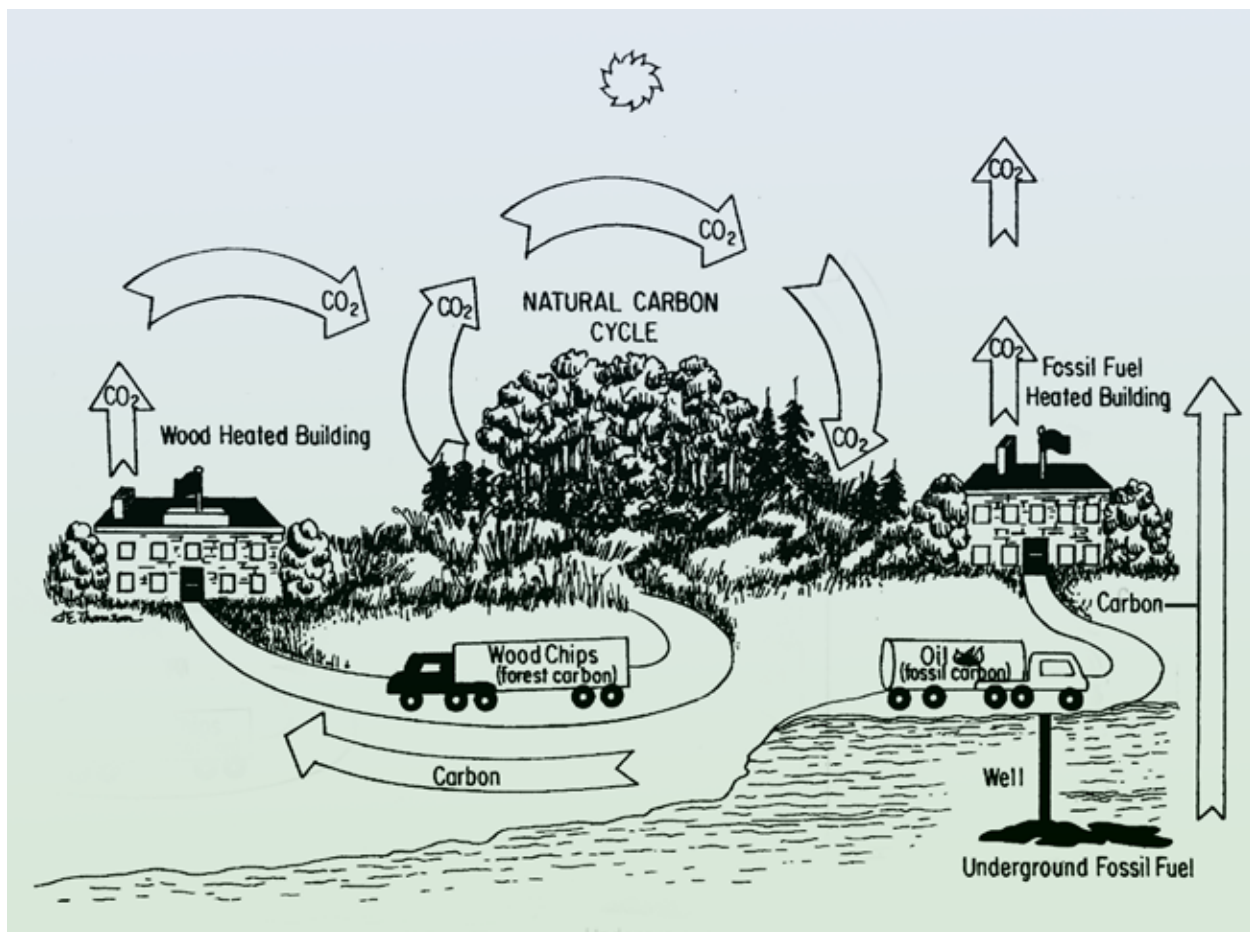 CO₂
CO₂
CO₂
CO₂
CO₂
NATURAL CARBON
CYCLE
CO₂
Fossil Fuel
Heated Building
CO₂
Wood Heated Building
CO₂
Carbon
Wood Chips
(forest carbon)
Oil
(fossil carbon)
Carbon
Well
Underground Fossil Fuel